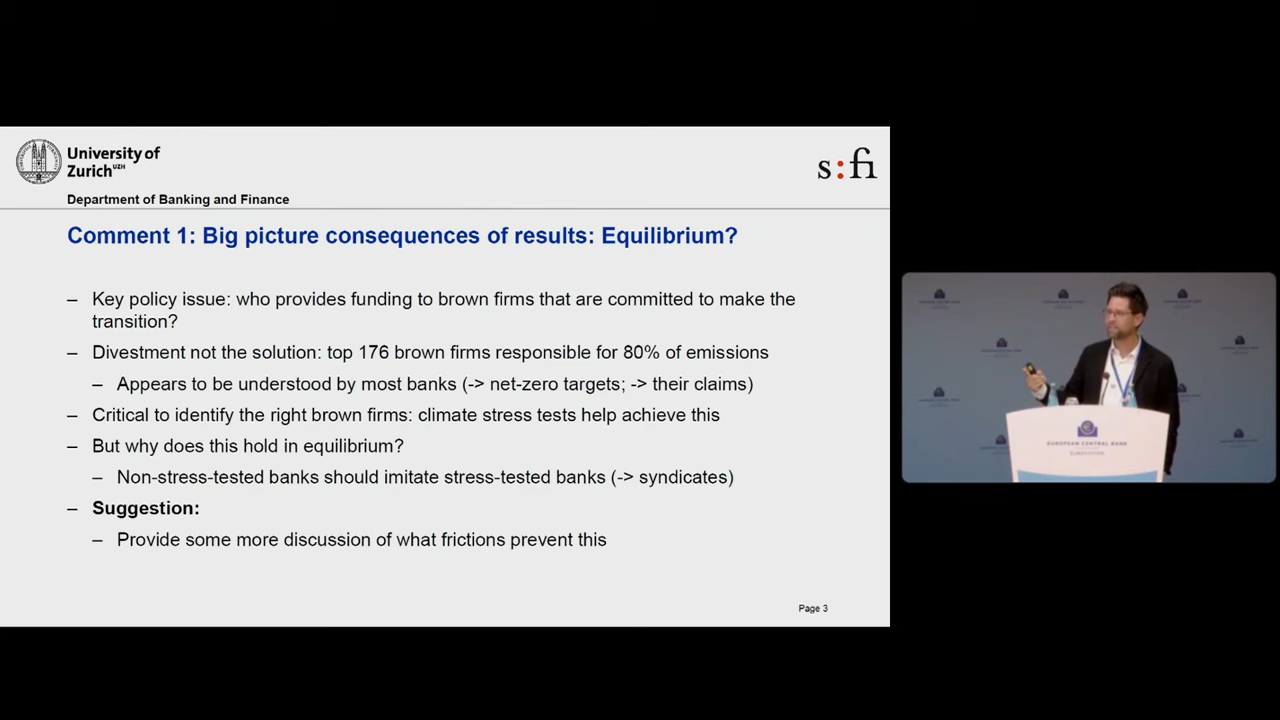 University of
Zurich UZH
s:fi
Department of Banking and Finance
Comment 1: Big picture consequences of results: Equilibrium?
– Key policy issue: who provides funding to brown firms that are committed to make the
transition?
– Divestment not the solution: top 176 brown firms responsible for 80% of emissions
– Appears to be understood by most banks (-> net-zero targets; -> their claims)
– Critical to identify the right brown firms: climate stress tests help achieve this
– But why does this hold in equilibrium?
– Non-stress-tested banks should imitate stress-tested banks (-> syndicates)
– Suggestion:
– Provide some more discussion of what frictions prevent this
Page 3
EUROPEAN CENTRAL BANK
EUROSYSTEM